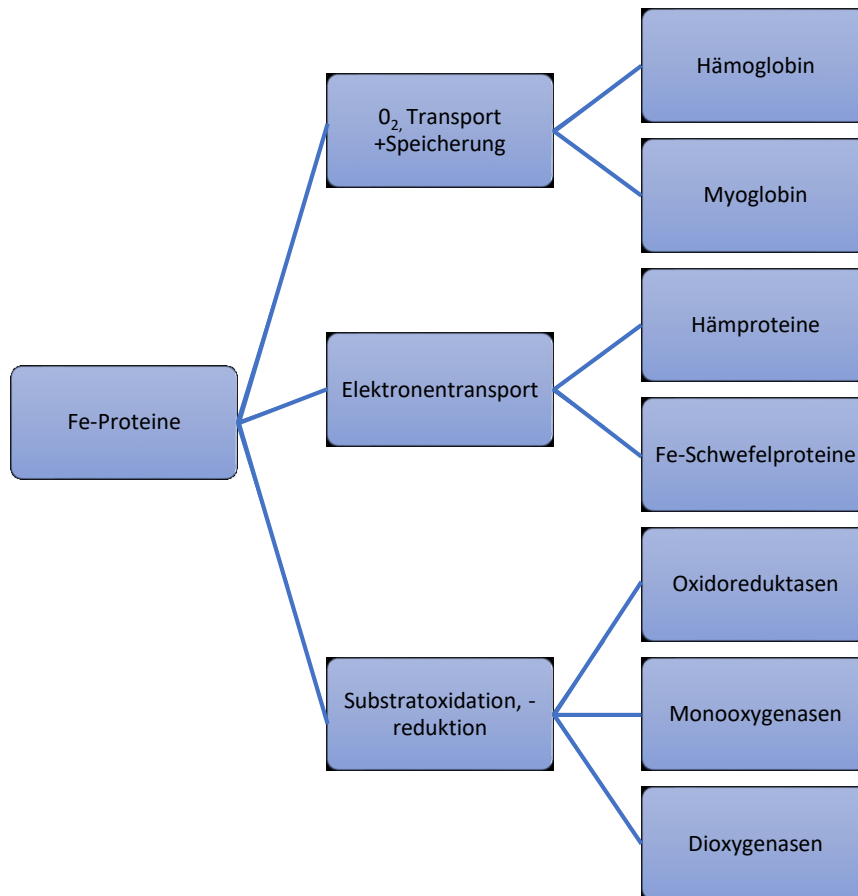 Fe-Proteine
0₂, Transport
+Speicherung
Hämoglobin
Myoglobin
Elektronentransport
Hämproteine
Fe-Schwefelproteine
Substratoxidation, -
reduktion
Oxidoreduktasen
Monooxygenasen
Dioxygenasen